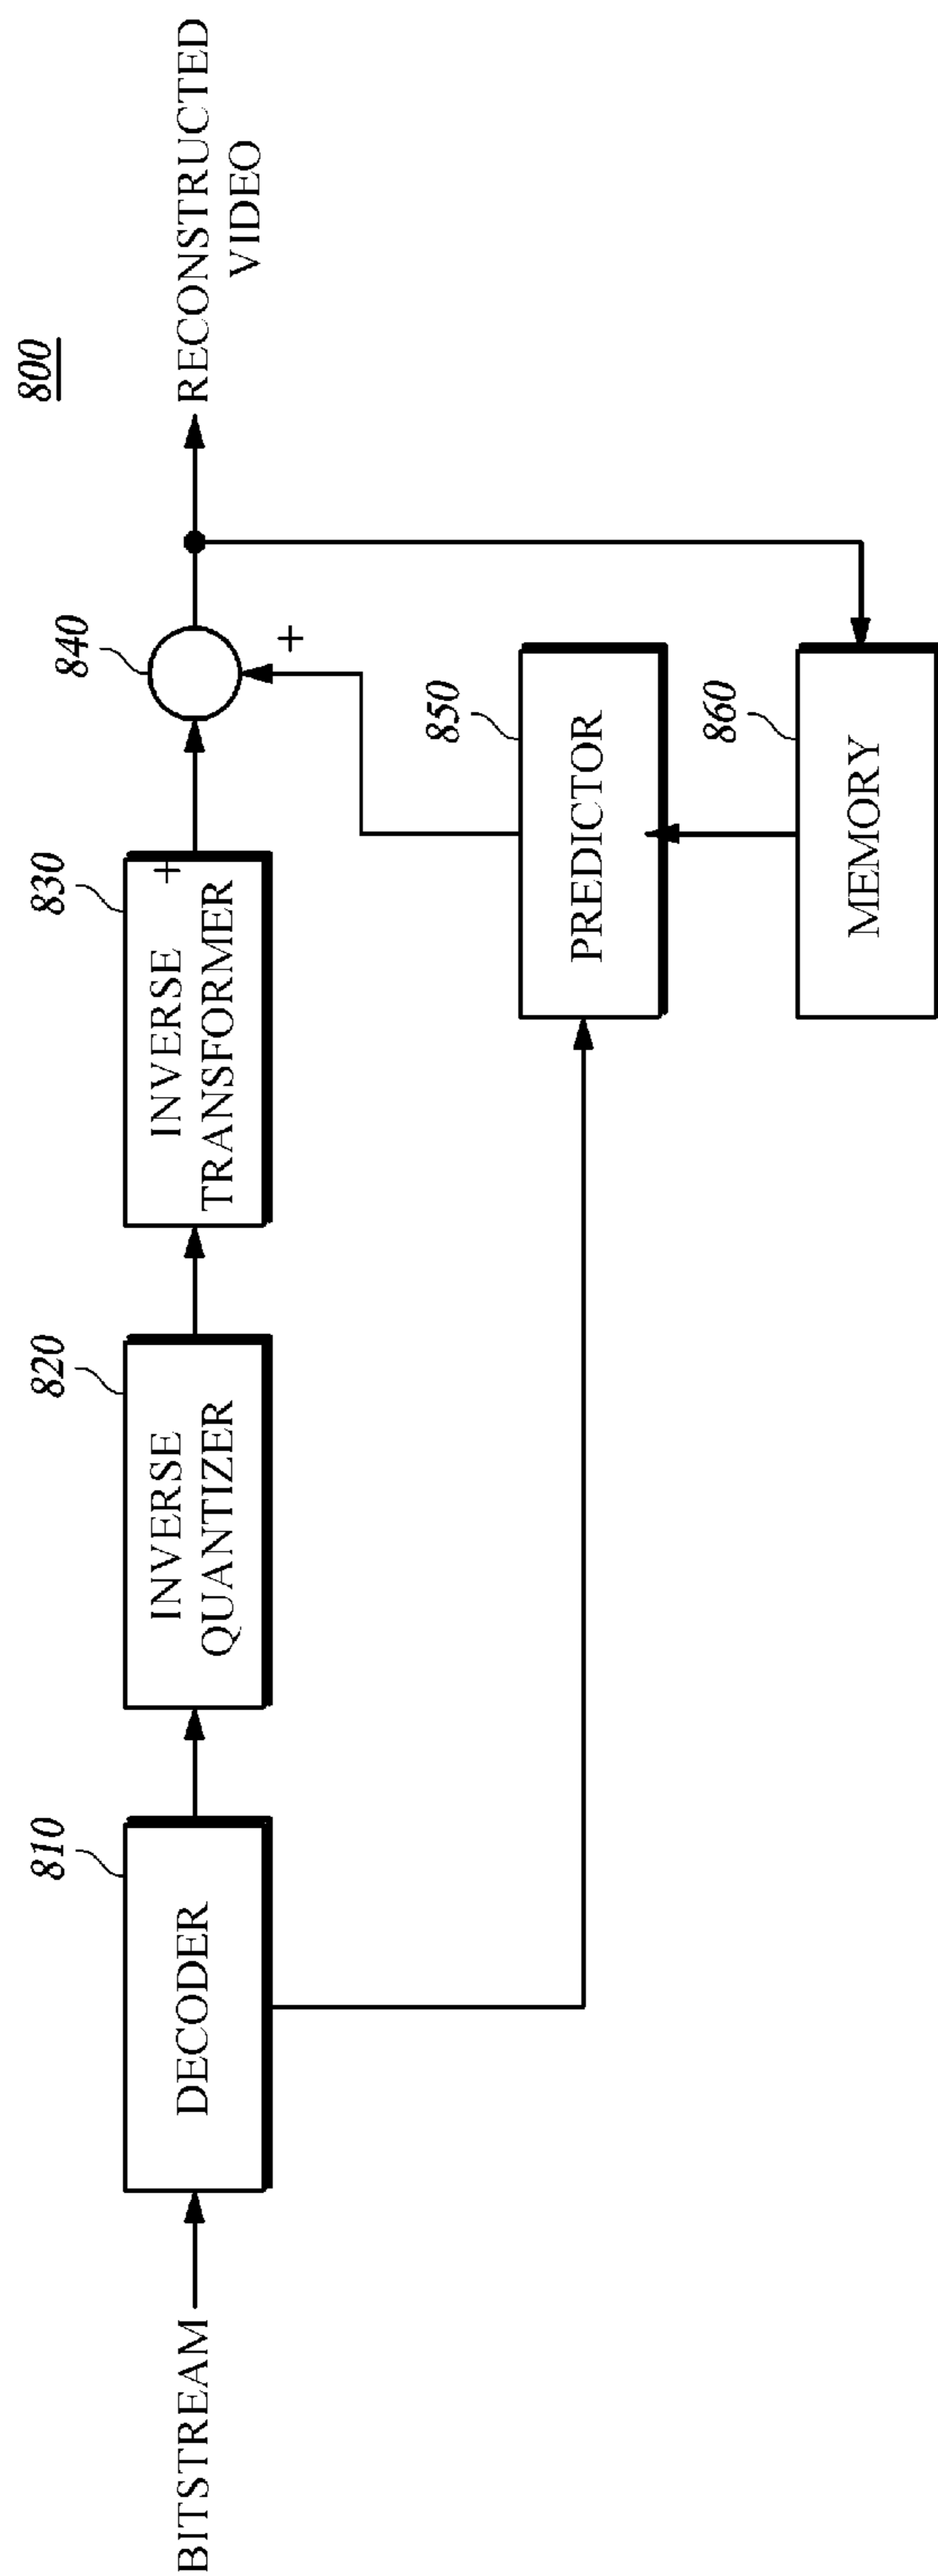 800
810
820
830
840
BITSTREAM
DECODER
INVERSE
QUANTIZER
INVERSE
TRANSFORMER
+
+
RECONSTRUCTED
VIDEO
850
PREDICTOR
860
MEMORY